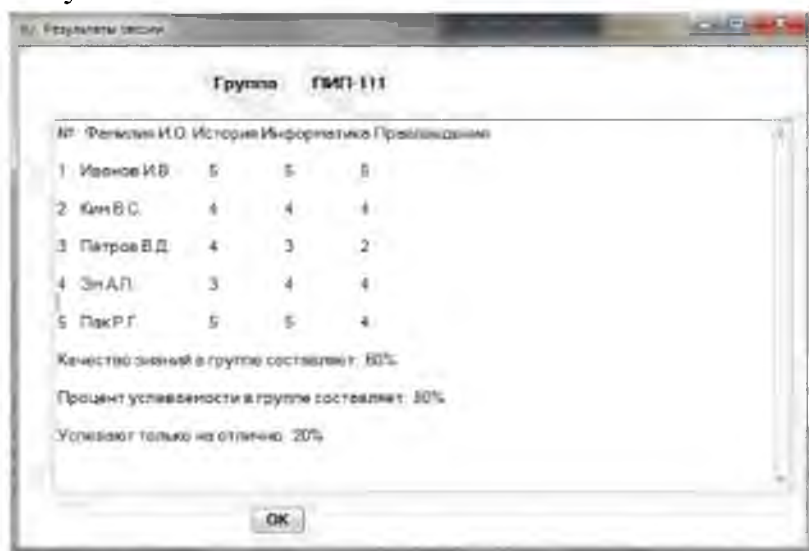 Результаты сессии
Группа ПИП-111
№ Фамилия И.О. История Информатика Правоведение
1 Иванов И.В. 5 5 5
2 Ким В.С. 4 4 4
3 Петров В.Д. 4 3 2
4 Эм А.П. 3 4 4
5 Пак Р.Г. 5 5 4
Качество знаний в группе составляет 60%
Процент успеваемости в группе составляет 80%
Успевают только на отлично 20%
OK